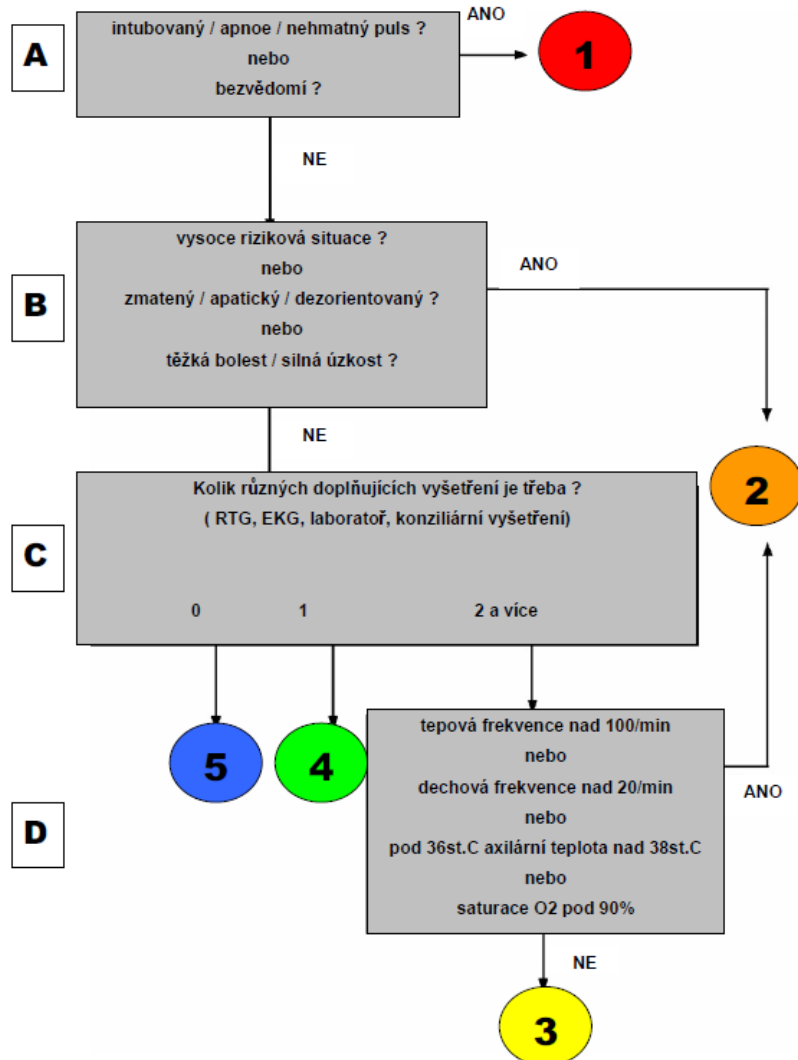 A
intubovaný / apnoe / nehmatný puls ?
nebo
bezvědomí ?
ANO
1
NE
B
vysoce riziková situace ?
nebo
zmatený / apatický / dezorientovaný ?
nebo
těžká bolest / silná úzkost ?
ANO
NE
2
C
Kolik různých doplňujících vyšetření je třeba ?
( RTG, EKG, laboratoř, konziliární vyšetření)
0 1 2 a více
5
4
D
tepová frekvence nad 100/min
nebo
dechová frekvence nad 20/min
nebo
pod 36st.C axilární teplota nad 38st.C
nebo
saturace O2 pod 90%
ANO
NE
3